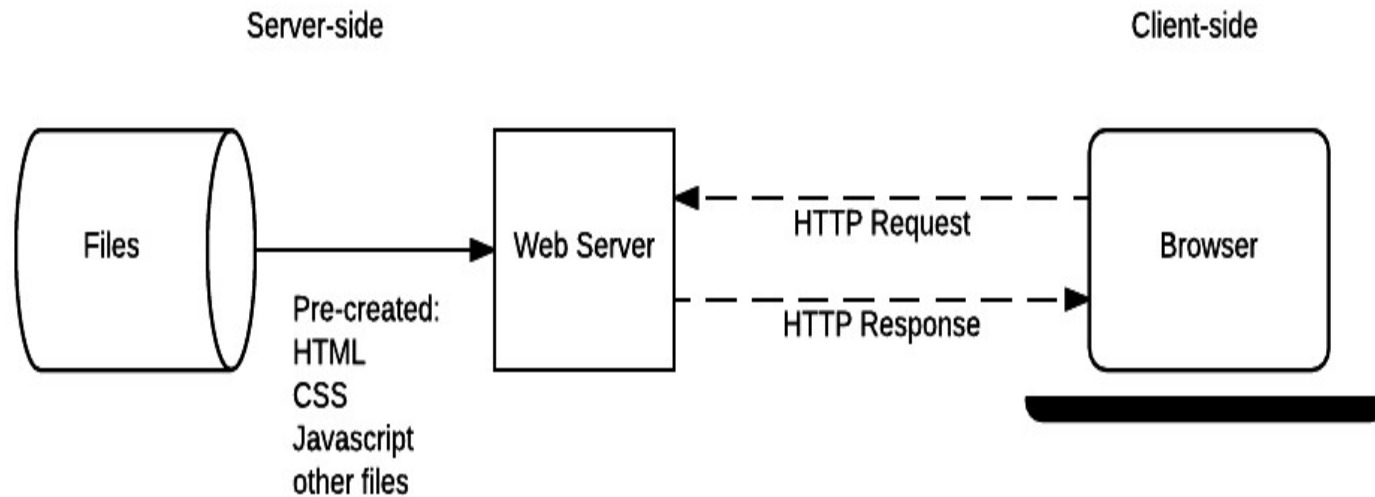 Server-side
Client-side
Files
Web Server
HTTP Request
Browser
HTTP Response
Pre-created:
HTML
CSS
Javascript
other files